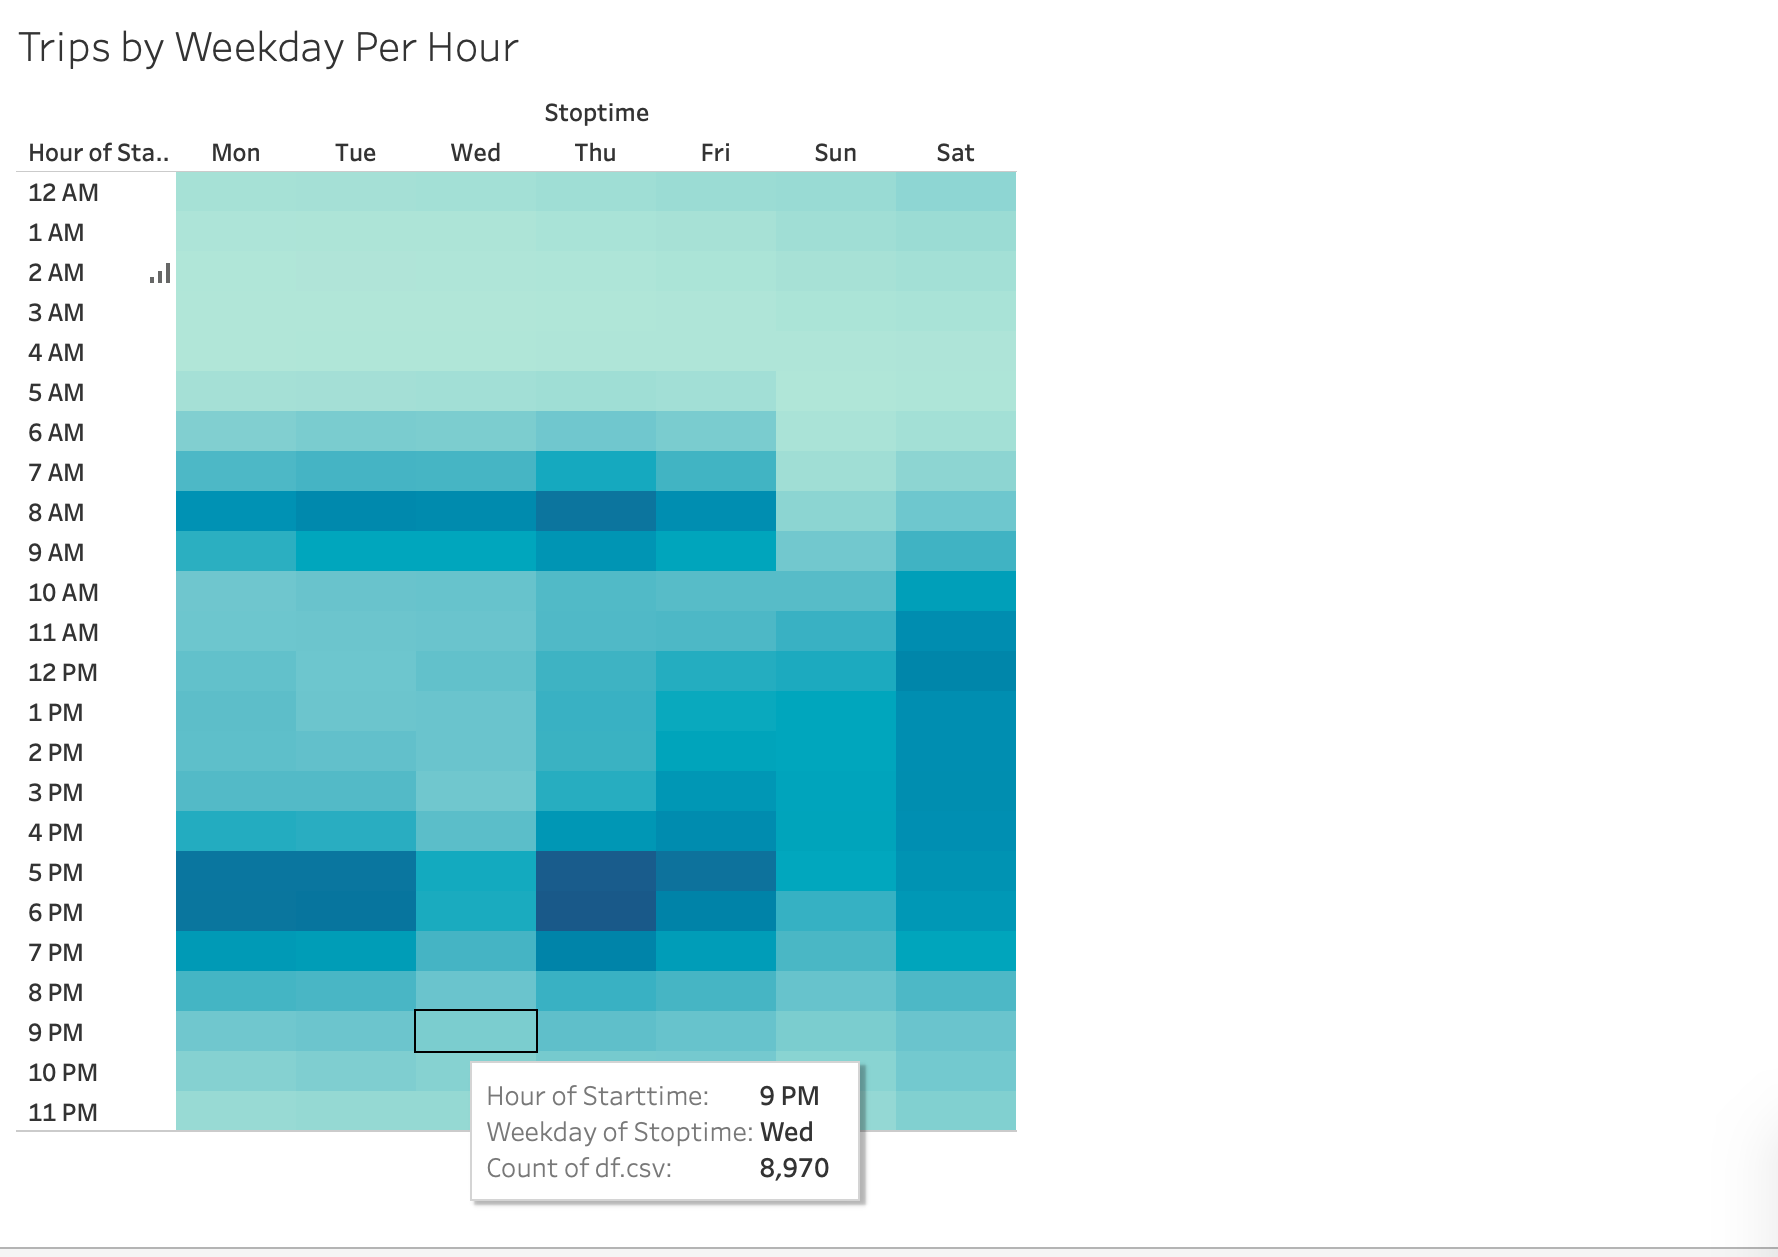 Trips by Weekday Per Hour
Stoptime
Hour of Sta.. Mon Tue Wed Thu Fri Sun Sat
12 AM
1 AM
2 AM
3 AM
4 AM
5 AM
6 AM
7 AM
8 AM
9 AM
10 AM
11 AM
12 PM
1 PM
2 PM
3 PM
4 PM
5 PM
6 PM
7 PM
8 PM
9 PM
10 PM
11 PM
Hour of Starttime: 9 PM
Weekday of Stoptime: Wed
Count of df.csv: 8,970